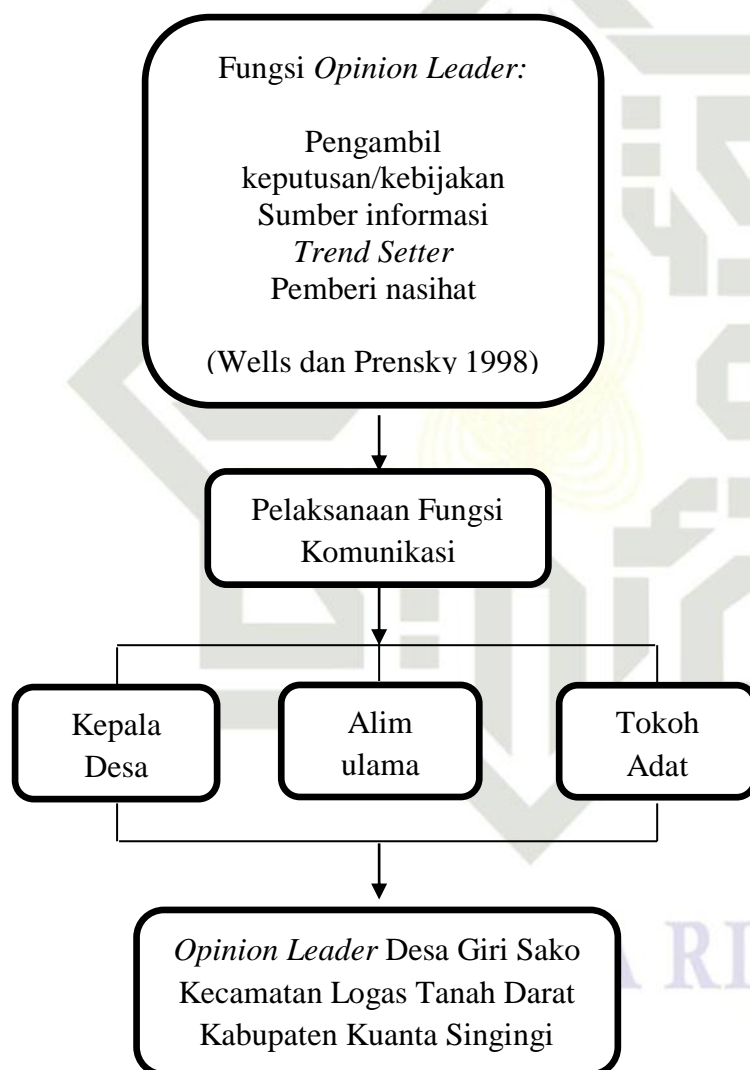 Fungsi Opinion Leader:
Pengambil
keputusan/kebijakan
Sumber informasi
Trend Setter
Pemberi nasihat
(Wells dan Prensky 1998)
Pelaksanaan Fungsi
Komunikasi
Kepala
Desa
Alim
ulama
Tokoh
Adat
Opinion Leader Desa Giri Sako
Kecamatan Logas Tanah Darat
Kabupaten Kuanta Singingi